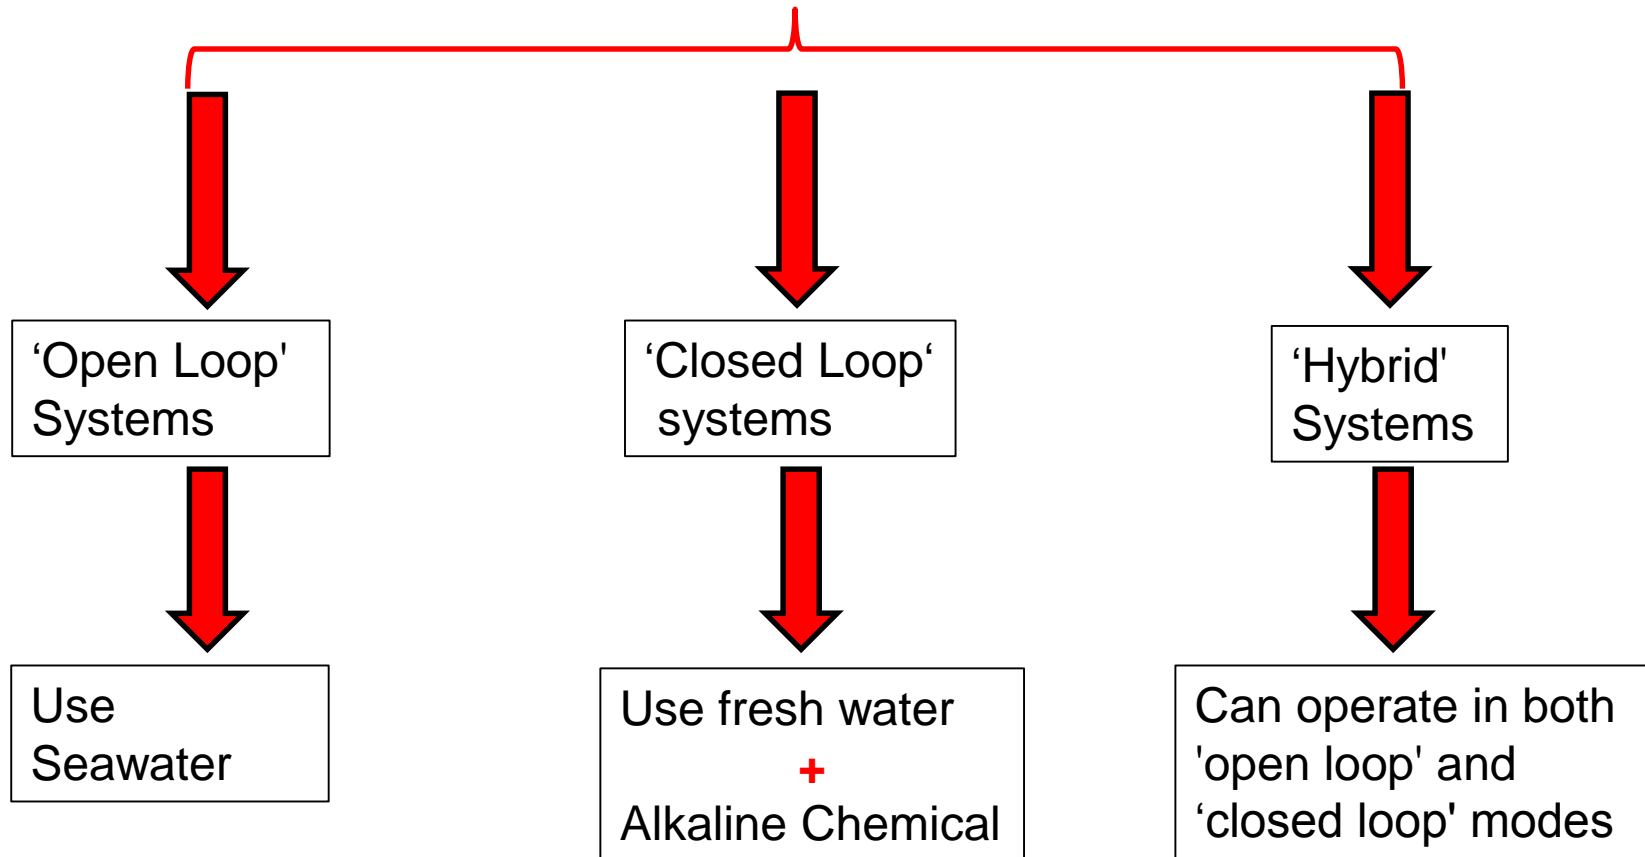 ‘Open Loop'
Systems
‘Closed Loop‘
systems
‘Hybrid'
Systems
Use
Seawater
Use fresh water
+
Alkaline Chemical
Can operate in both
'open loop' and
‘closed loop' modes